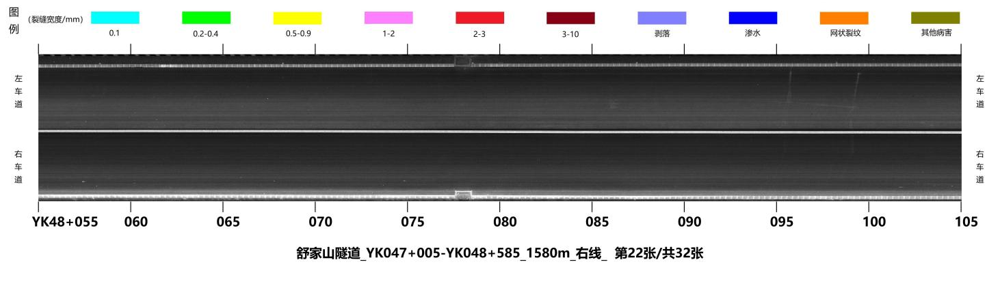 图例 (裂缝宽度/mm) 0.1 0.2-0.4 0.5-0.9 1-2 2-3 3-10 剥落 渗水 网状裂纹 其他病害
左车道 左车道
右车道 右车道
YK48+055 060 065 070 075 080 085 090 095 100 105
舒家山隧道_YK047+005-YK048+585_1580m_右线_ 第22张/共32张